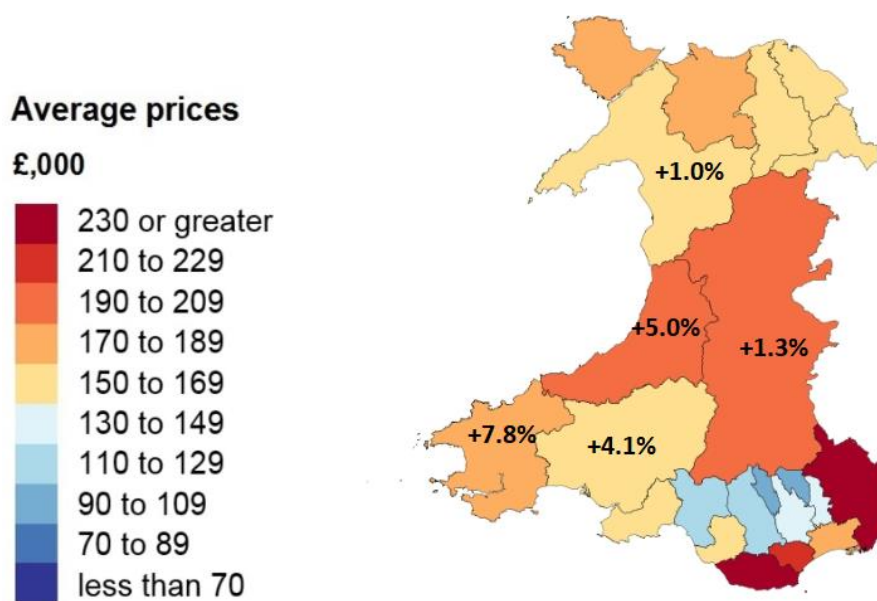 Average prices
£,000
230 or greater
210 to 229
190 to 209
170 to 189
150 to 169
130 to 149
110 to 129
90 to 109
70 to 89
less than 70
+1.0%
+5.0%
+1.3%
+7.8%
+4.1%